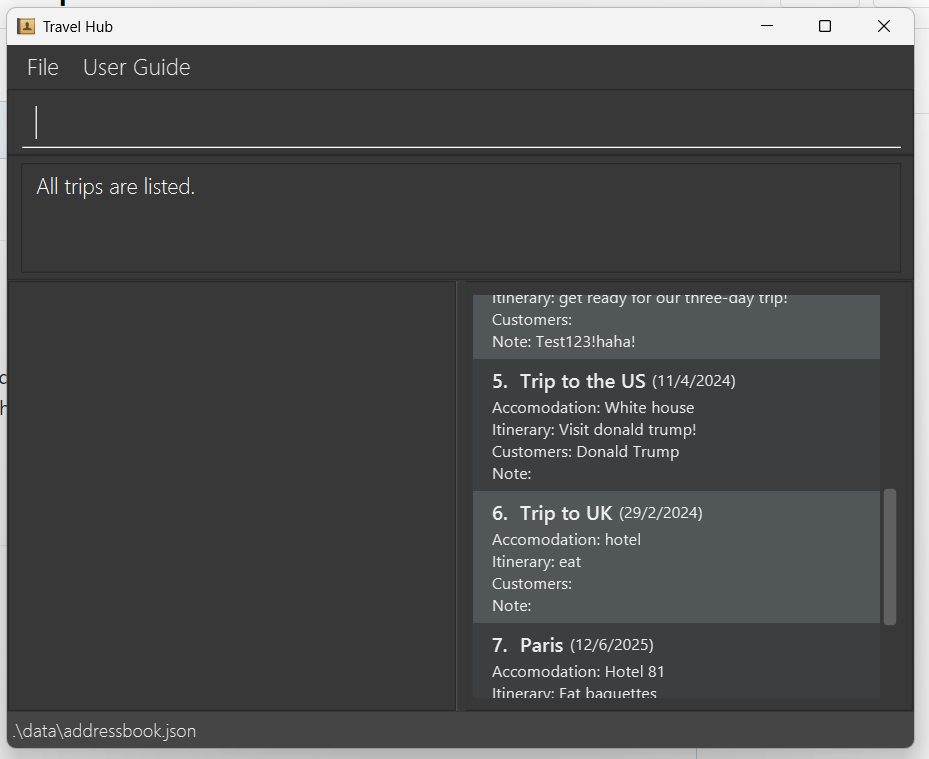 Travel Hub
File User Guide
All trips are listed.
Itinerary: get ready for our three-day trip!
Customers:
Note: Test123!haha!
5. Trip to the US (11/4/2024)
Accomodation: White house
Itinerary: Visit donald trump!
Customers: Donald Trump
Note:
6. Trip to UK (29/2/2024)
Accomodation: hotel
Itinerary: eat
Customers:
Note:
7. Paris (12/6/2025)
Accomodation: Hotel 81
Itinerary: Eat baguettes
.\data\addressbook.json